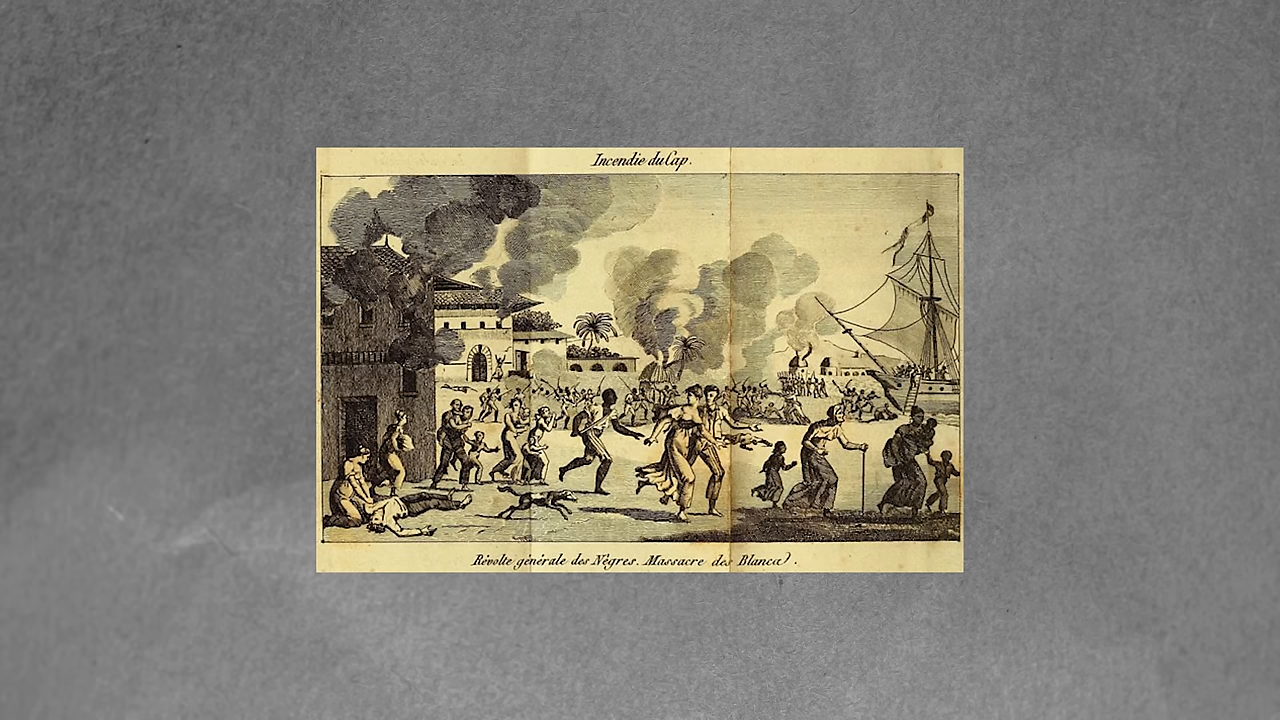 Incendie du Cap.
Révolte générale des Nègres. Massacre des Blancs.